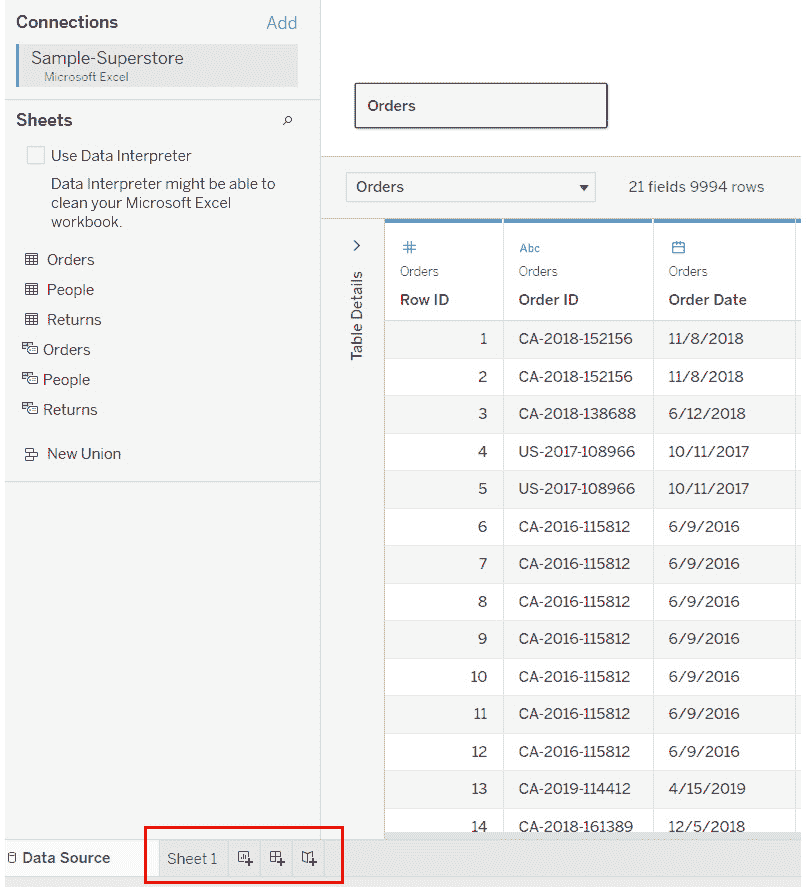 Connections Add
Sample-Superstore
Microsoft Excel
Sheets
Use Data Interpreter
Data Interpreter might be able to
clean your Microsoft Excel
workbook.
Orders
People
Returns
Orders
People
Returns
New Union
Orders
Orders 21 fields 9994 rows
Table Details
# Abc
Orders Orders Orders
Row ID Order ID Order Date
1 CA-2018-152156 11/8/2018
2 CA-2018-152156 11/8/2018
3 CA-2018-138688 6/12/2018
4 US-2017-108966 10/11/2017
5 US-2017-108966 10/11/2017
6 CA-2016-115812 6/9/2016
7 CA-2016-115812 6/9/2016
8 CA-2016-115812 6/9/2016
9 CA-2016-115812 6/9/2016
10 CA-2016-115812 6/9/2016
11 CA-2016-115812 6/9/2016
12 CA-2016-115812 6/9/2016
13 CA-2019-114412 4/15/2019
14 CA-2018-161389 12/5/2018
Data Source Sheet 1